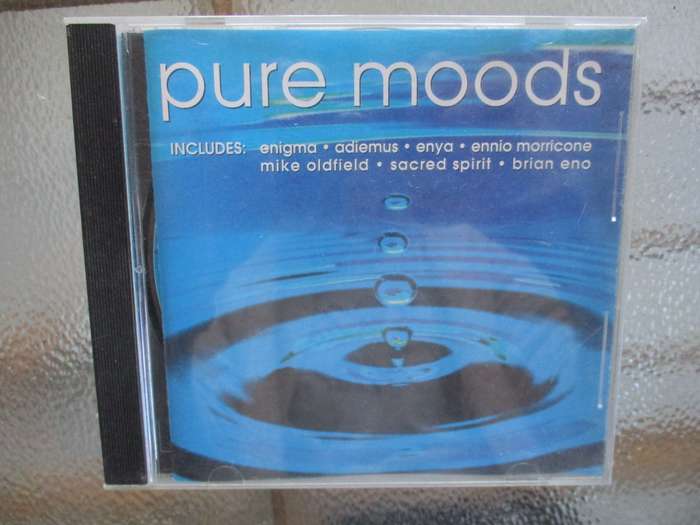 pure moods
INCLUDES: enigma • adiemus • enya • ennio morricone
mike oldfield • sacred spirit • brian eno